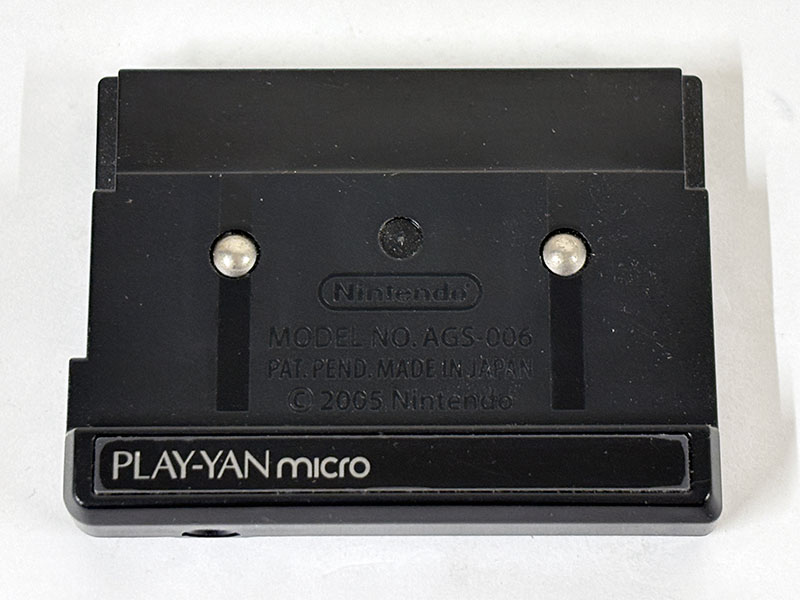 Nintendo®
MODEL NO. AGS-006
PAT. PEND. MADE IN JAPAN
© 2005 Nintendo
PLAY-YAN micro